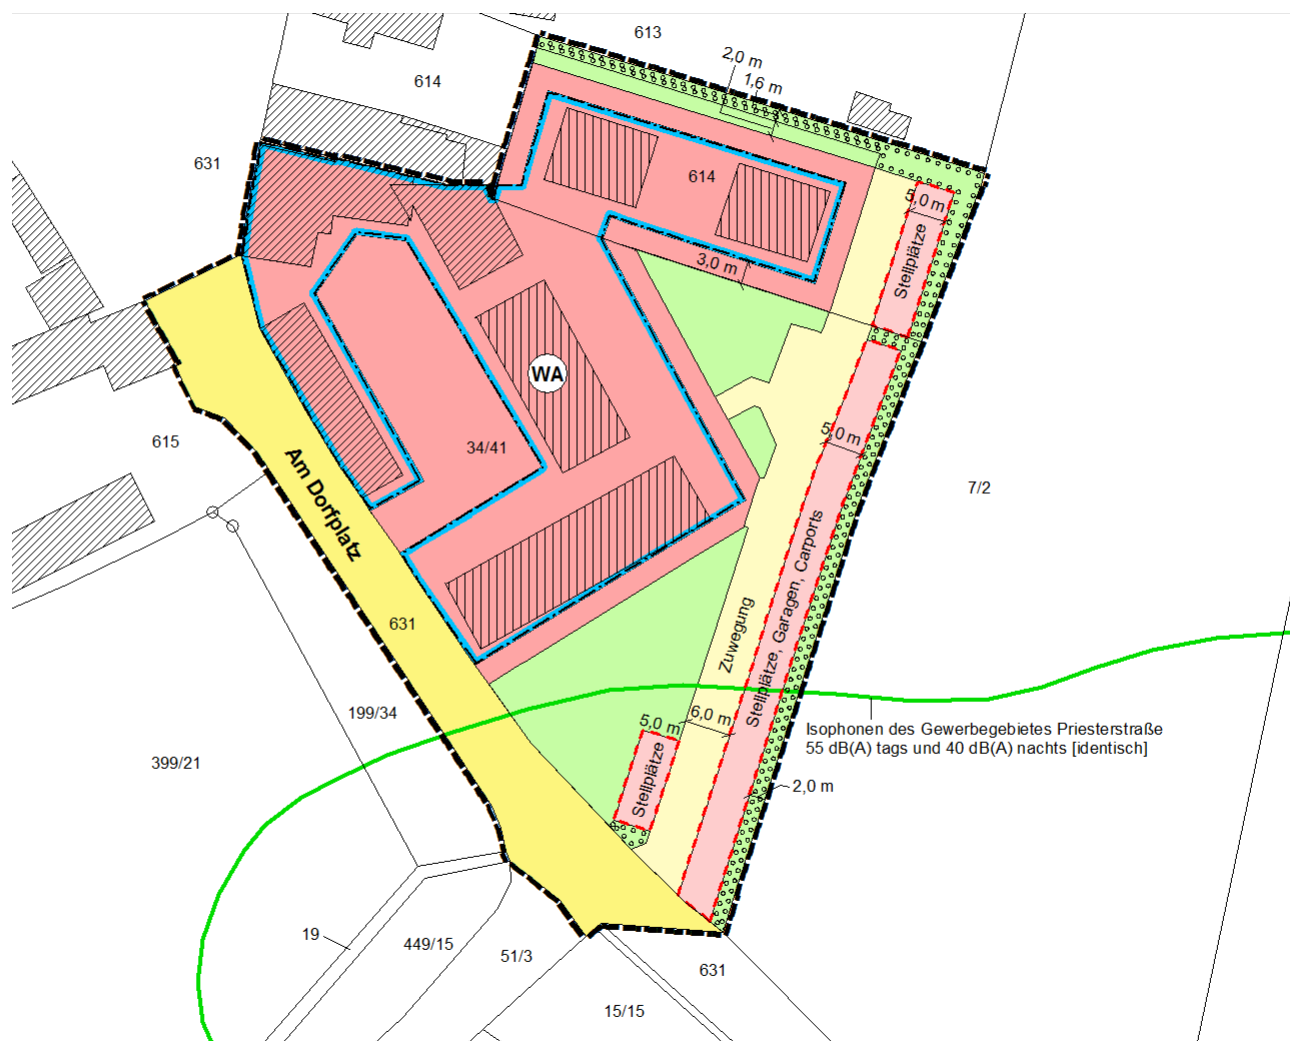 613
2,0 m
1,6 m
614
631
614
5,0 m
Stellplätze
3,0 m
WA
615
34/41
5,0 m
7/2
Am Dorfplatz
Stellplätze, Garagen, Carports
Zuwegung
631
199/34
399/21
5,0 m
6,0 m
Isophonen des Gewerbegebietes Priesterstraße
55 dB(A) tags und 40 dB(A) nachts [identisch]
Stellplätze
2,0 m
19
449/15
51/3
631
15/15